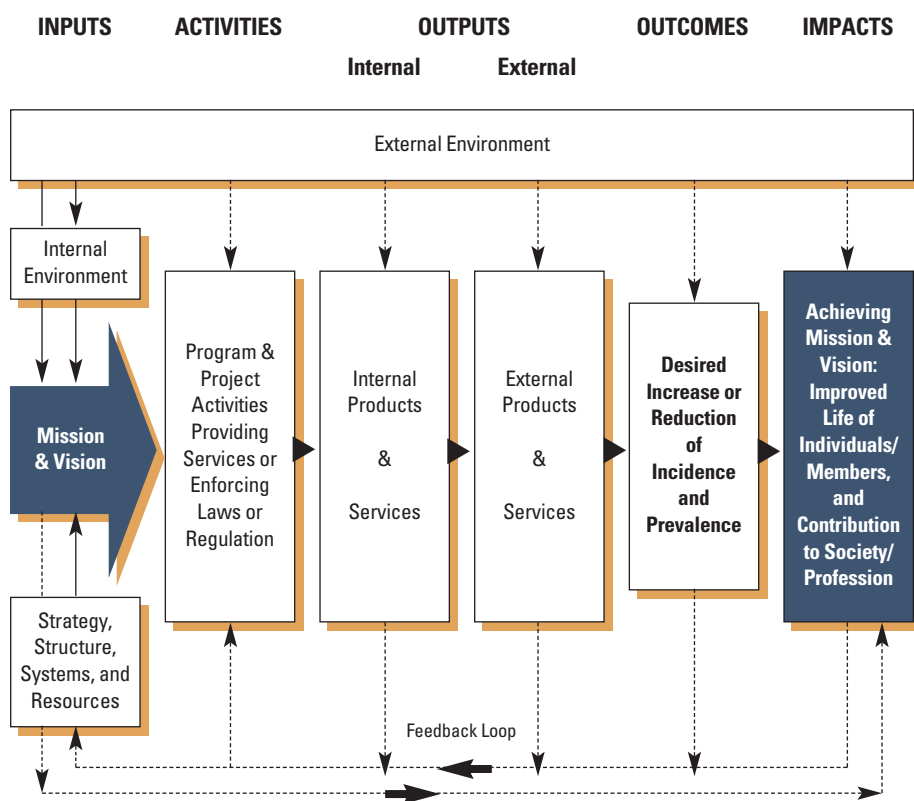 INPUTS ACTIVITIES OUTPUTS OUTCOMES IMPACTS
Internal External
External Environment
Internal
Environment
Mission
& Vision
Strategy,
Structure,
Systems, and
Resources
Program &
Project
Activities
Providing
Services or
Enforcing
Laws or
Regulation
Internal
Products
&
Services
External
Products
&
Services
Desired
Increase or
Reduction
of
Incidence
and
Prevalence
Achieving
Mission &
Vision:
Improved
Life of
Individuals/
Members,
and
Contribution
to Society/
Profession
Feedback Loop